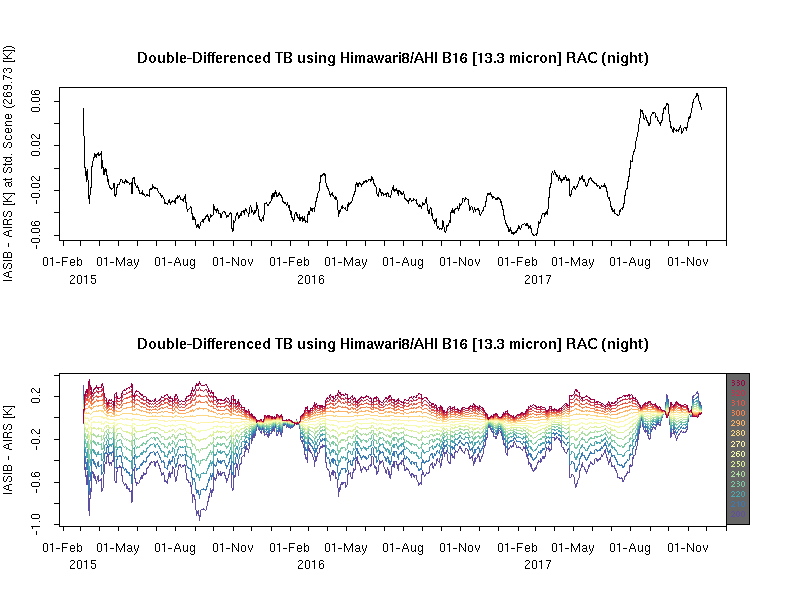 Double-Differenced TB using Himawari8/AHI B16 [13.3 micron] RAC (night)
IASIB - AIRS [K] at Std. Scene (269.73 [K])
0.06
0.02
-0.02
-0.06
01-Feb 01-May 01-Aug 01-Nov 01-Feb 01-May 01-Aug 01-Nov 01-Feb 01-May 01-Aug 01-Nov
2015 2016 2017
Double-Differenced TB using Himawari8/AHI B16 [13.3 micron] RAC (night)
IASIB - AIRS [K]
0.2
-0.2
-0.6
-1.0
330
310
300
290
280
270
260
250
240
230
220
01-Feb 01-May 01-Aug 01-Nov 01-Feb 01-May 01-Aug 01-Nov 01-Feb 01-May 01-Aug 01-Nov
2015 2016 2017